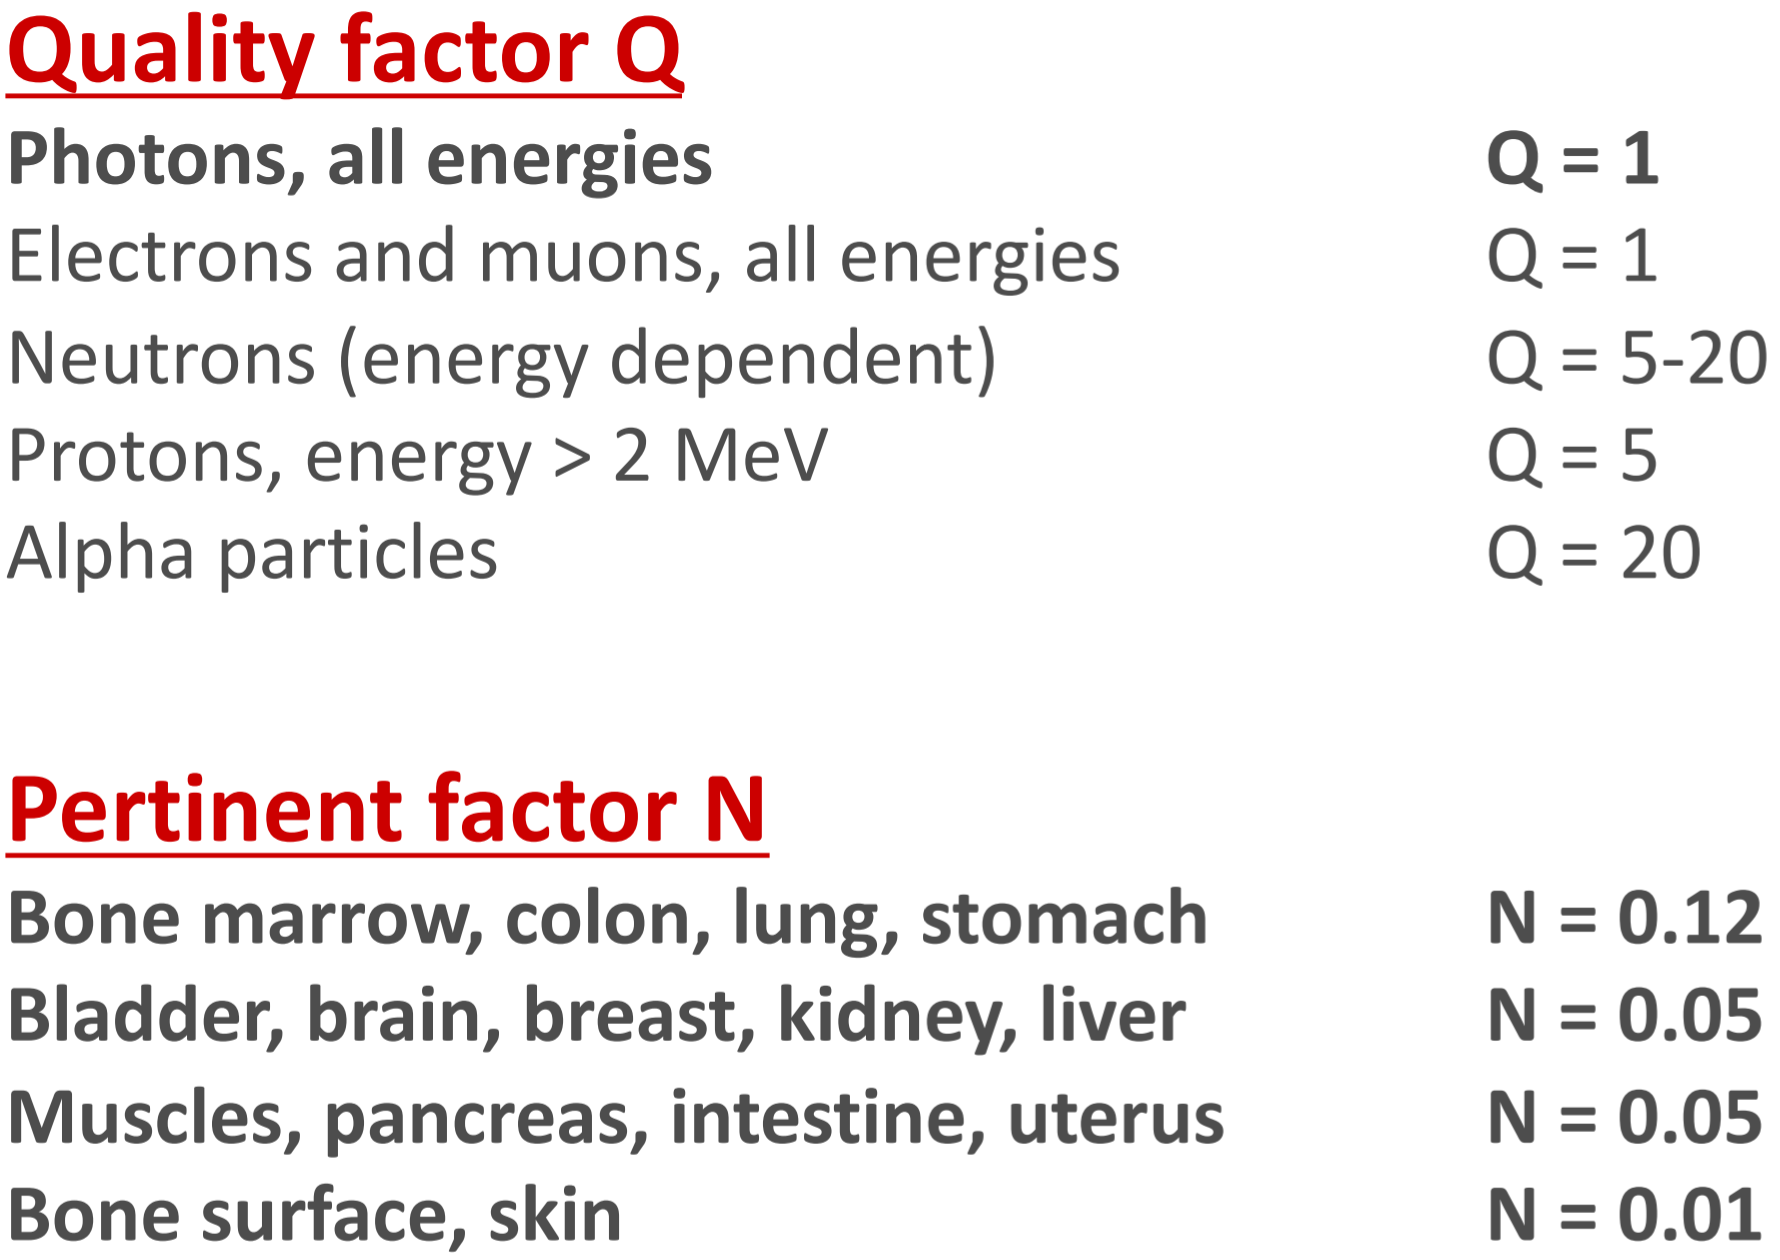 Quality factor Q
Photons, all energies Q = 1
Electrons and muons, all energies Q = 1
Neutrons (energy dependent) Q = 5-20
Protons, energy > 2 MeV Q = 5
Alpha particles Q = 20
Pertinent factor N
Bone marrow, colon, lung, stomach N = 0.12
Bladder, brain, breast, kidney, liver N = 0.05
Muscles, pancreas, intestine, uterus N = 0.05
Bone surface, skin N = 0.01